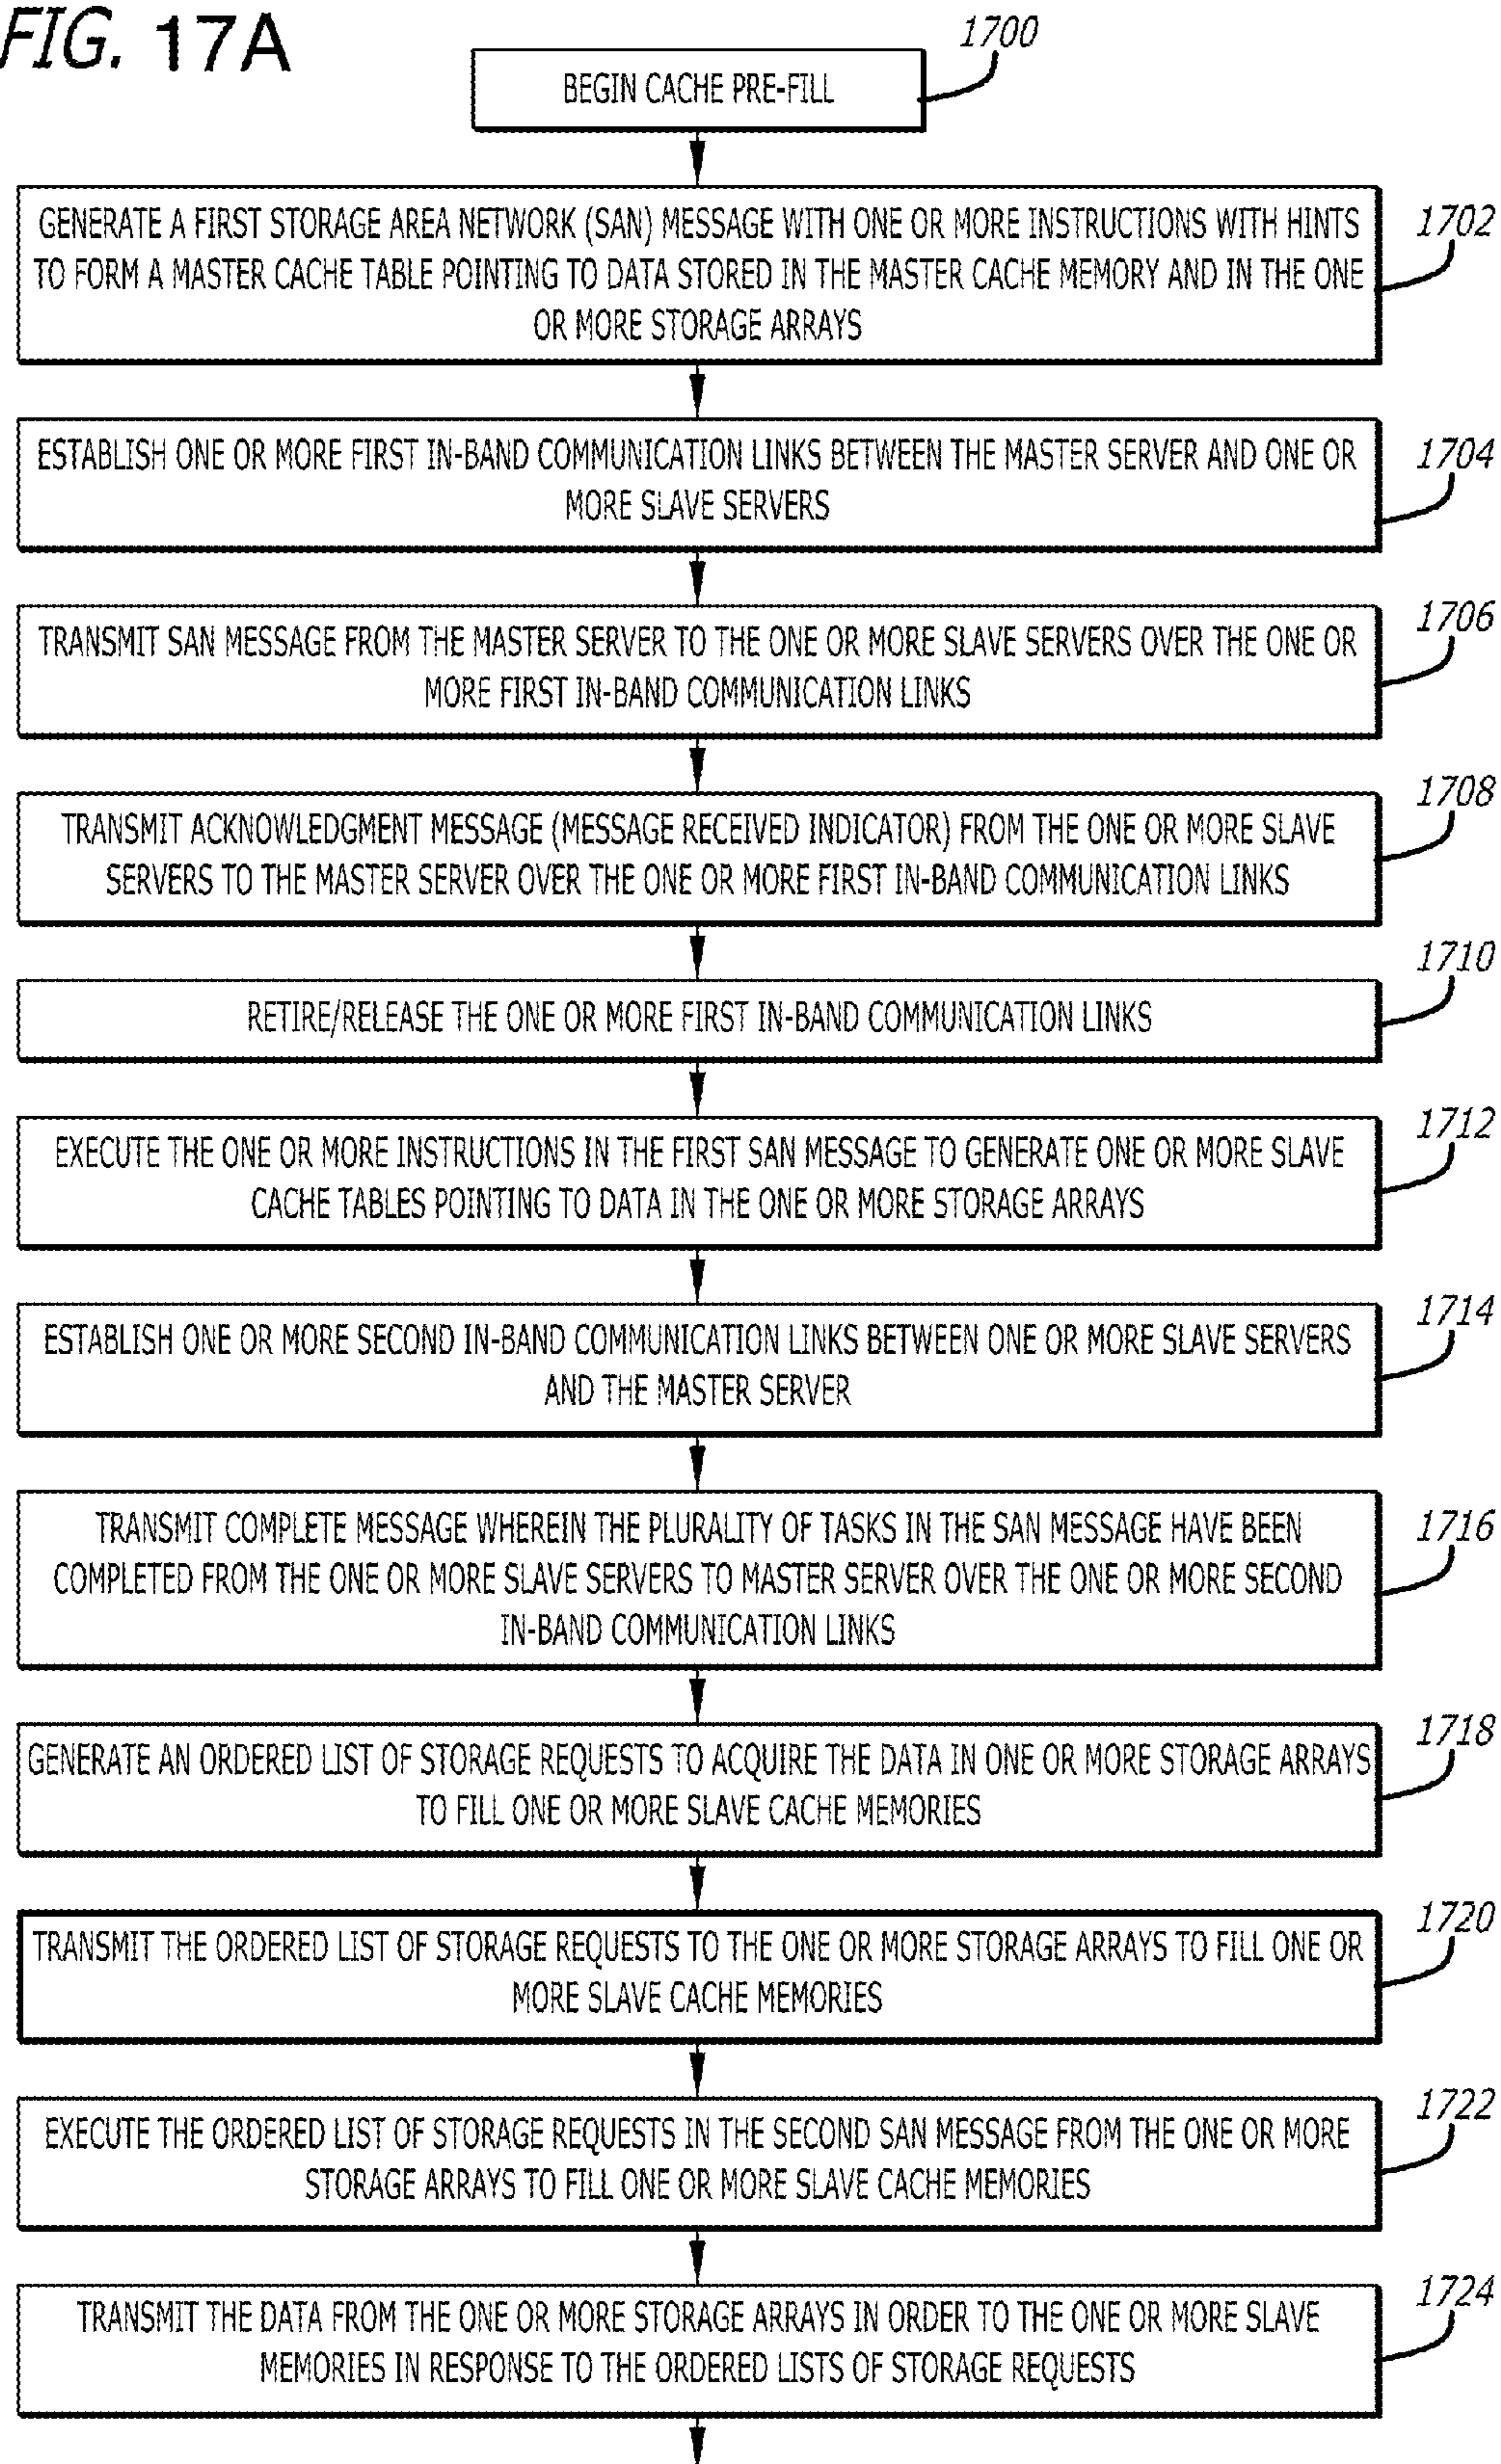 FIG. 17A
1700
BEGIN CACHE PRE-FILL
1702
GENERATE A FIRST STORAGE AREA NETWORK (SAN) MESSAGE WITH ONE OR MORE INSTRUCTIONS WITH HINTS
TO FORM A MASTER CACHE TABLE POINTING TO DATA STORED IN THE MASTER CACHE MEMORY AND IN THE ONE
OR MORE STORAGE ARRAYS
1704
ESTABLISH ONE OR MORE FIRST IN-BAND COMMUNICATION LINKS BETWEEN THE MASTER SERVER AND ONE OR
MORE SLAVE SERVERS
1706
TRANSMIT SAN MESSAGE FROM THE MASTER SERVER TO THE ONE OR MORE SLAVE SERVERS OVER THE ONE OR
MORE FIRST IN-BAND COMMUNICATION LINKS
1708
TRANSMIT ACKNOWLEDGMENT MESSAGE (MESSAGE RECEIVED INDICATOR) FROM THE ONE OR MORE SLAVE
SERVERS TO THE MASTER SERVER OVER THE ONE OR MORE FIRST IN-BAND COMMUNICATION LINKS
1710
RETIRE/RELEASE THE ONE OR MORE FIRST IN-BAND COMMUNICATION LINKS
1712
EXECUTE THE ONE OR MORE INSTRUCTIONS IN THE FIRST SAN MESSAGE TO GENERATE ONE OR MORE SLAVE
CACHE TABLES POINTING TO DATA IN THE ONE OR MORE STORAGE ARRAYS
1714
ESTABLISH ONE OR MORE SECOND IN-BAND COMMUNICATION LINKS BETWEEN ONE OR MORE SLAVE SERVERS
AND THE MASTER SERVER
1716
TRANSMIT COMPLETE MESSAGE WHEREIN THE PLURALITY OF TASKS IN THE SAN MESSAGE HAVE BEEN
COMPLETED FROM THE ONE OR MORE SLAVE SERVERS TO MASTER SERVER OVER THE ONE OR MORE SECOND
IN-BAND COMMUNICATION LINKS
1718
GENERATE AN ORDERED LIST OF STORAGE REQUESTS TO ACQUIRE THE DATA IN ONE OR MORE STORAGE ARRAYS
TO FILL ONE OR MORE SLAVE CACHE MEMORIES
1720
TRANSMIT THE ORDERED LIST OF STORAGE REQUESTS TO THE ONE OR MORE STORAGE ARRAYS TO FILL ONE OR
MORE SLAVE CACHE MEMORIES
1722
EXECUTE THE ORDERED LIST OF STORAGE REQUESTS IN THE SECOND SAN MESSAGE FROM THE ONE OR MORE
STORAGE ARRAYS TO FILL ONE OR MORE SLAVE CACHE MEMORIES
1724
TRANSMIT THE DATA FROM THE ONE OR MORE STORAGE ARRAYS IN ORDER TO THE ONE OR MORE SLAVE
MEMORIES IN RESPONSE TO THE ORDERED LISTS OF STORAGE REQUESTS